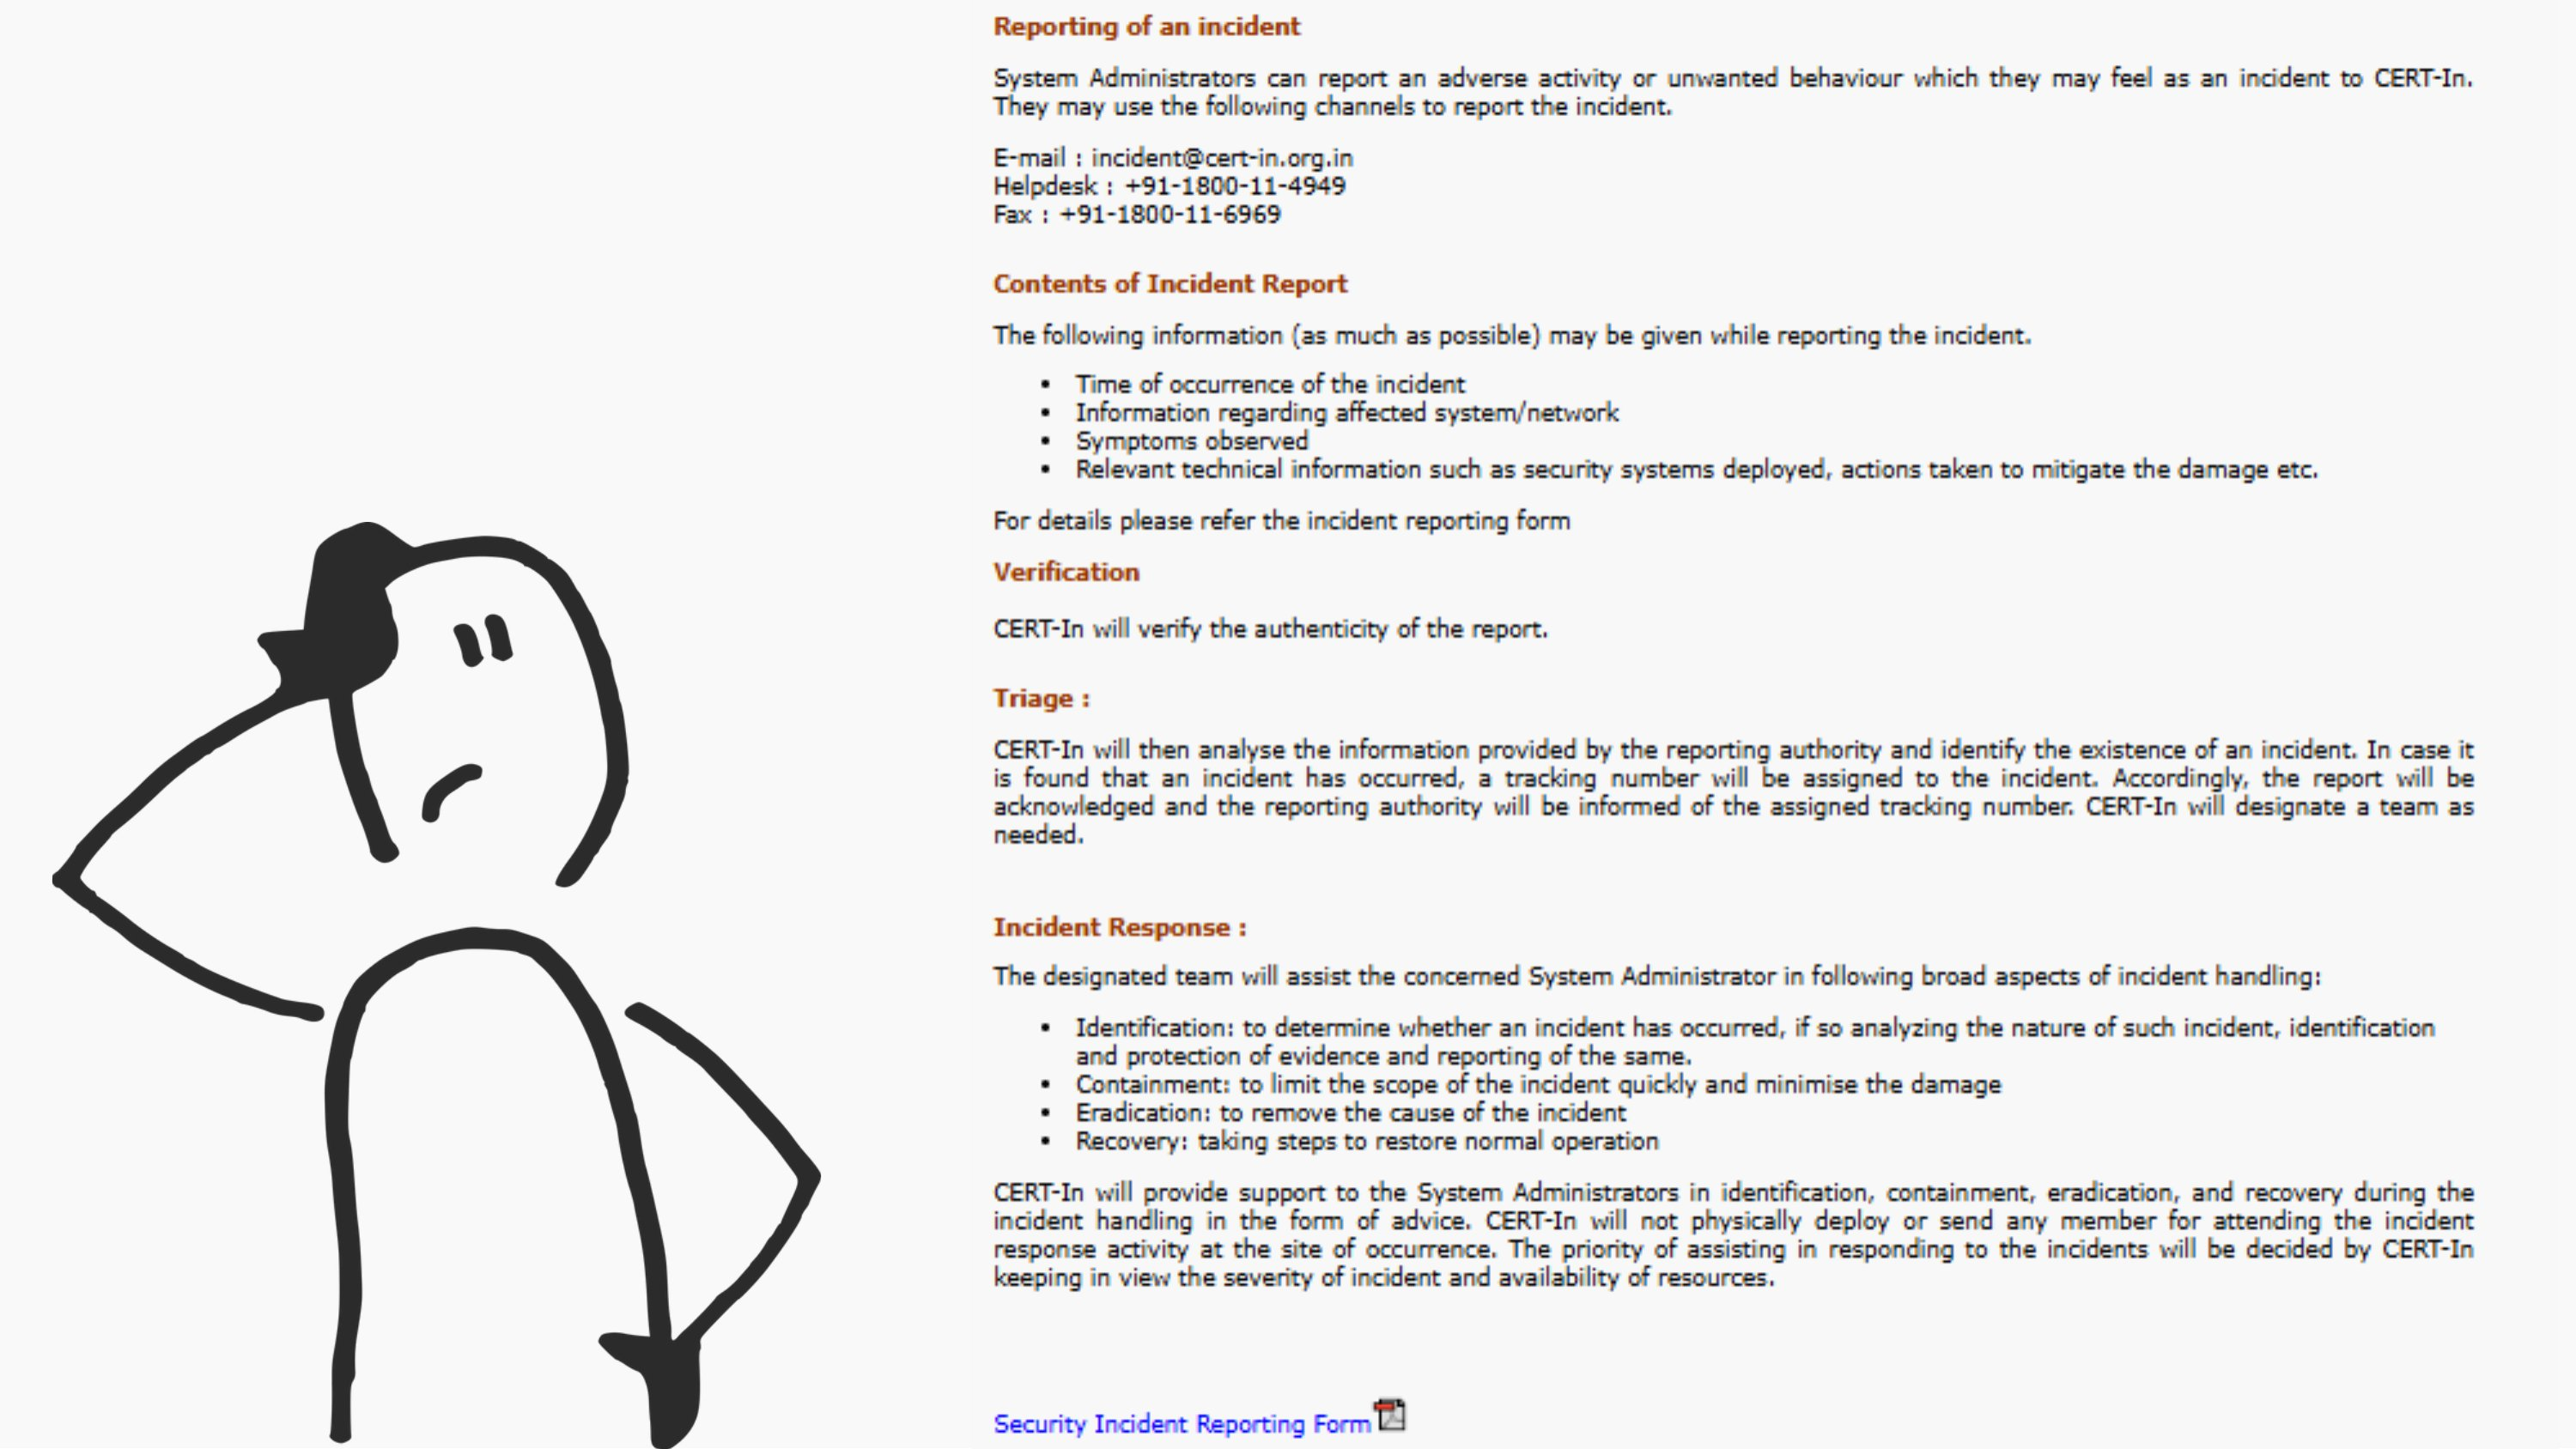 Reporting of an incident
System Administrators can report an adverse activity or unwanted behaviour which they may feel as an incident to CERT-In.
They may use the following channels to report the incident.
E-mail : incident@cert-in.org.in
Helpdesk : +91-1800-11-4949
Fax : +91-1800-11-6969
Contents of Incident Report
The following information (as much as possible) may be given while reporting the incident.
• Time of occurrence of the incident
• Information regarding affected system/network
• Symptoms observed
• Relevant technical information such as security systems deployed, actions taken to mitigate the damage etc.
For details please refer the incident reporting form
Verification
CERT-In will verify the authenticity of the report.
Triage :
CERT-In will then analyse the information provided by the reporting authority and identify the existence of an incident. In case it
is found that an incident has occurred, a tracking number will be assigned to the incident. Accordingly, the report will be
acknowledged and the reporting authority will be informed of the assigned tracking number. CERT-In will designate a team as
needed.
Incident Response :
The designated team will assist the concerned System Administrator in following broad aspects of incident handling:
• Identification: to determine whether an incident has occurred, if so analyzing the nature of such incident, identification
and protection of evidence and reporting of the same.
• Containment: to limit the scope of the incident quickly and minimise the damage
• Eradication: to remove the cause of the incident
• Recovery: taking steps to restore normal operation
CERT-In will provide support to the System Administrators in identification, containment, eradication, and recovery during the
incident handling in the form of advice. CERT-In will not physically deploy or send any member for attending the incident
response activity at the site of occurrence. The priority of assisting in responding to the incidents will be decided by CERT-In
keeping in view the severity of incident and availability of resources.
Security Incident Reporting Form